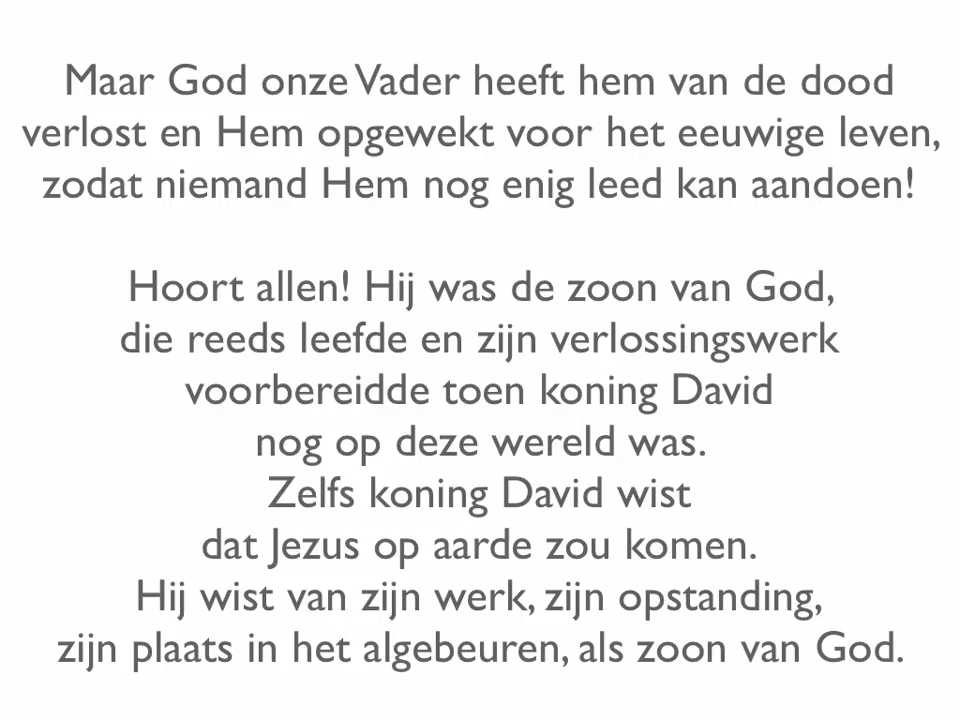 Maar God onze Vader heeft hem van de dood
verlost en Hem opgewekt voor het eeuwige leven,
zodat niemand Hem nog enig leed kan aandoen!
Hoort allen! Hij was de zoon van God,
die reeds leefde en zijn verlossingswerk
voorbereidde toen koning David
nog op deze wereld was.
Zelfs koning David wist
dat Jezus op aarde zou komen.
Hij wist van zijn werk, zijn opstanding,
zijn plaats in het algebeuren, als zoon van God.